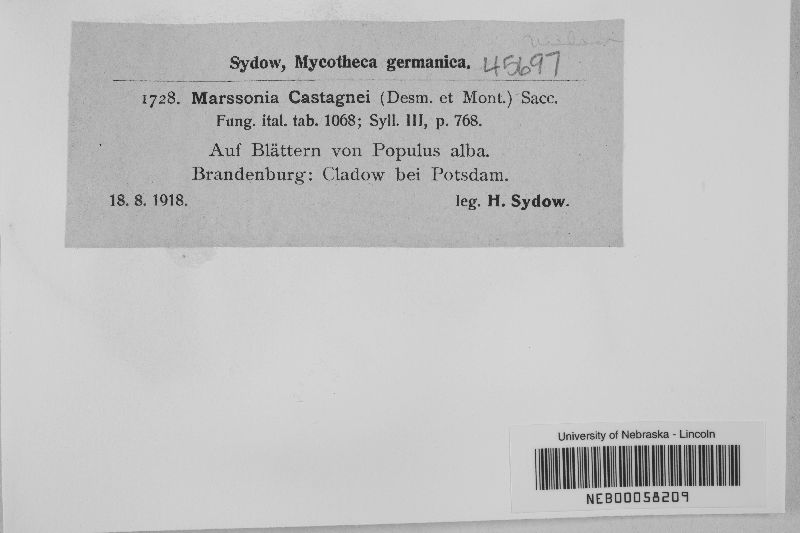 Sydow, Mycotheca germanica. 45697
1728. Marssonia Castagnei (Desm. et Mont.) Sacc.
Fung. ital. tab. 1068; Syll. III, p. 768.
Auf Blättern von Populus alba.
Brandenburg: Cladow bei Potsdam.
18. 8. 1918. leg. H. Sydow.
University of Nebraska - Lincoln
NEB00058209